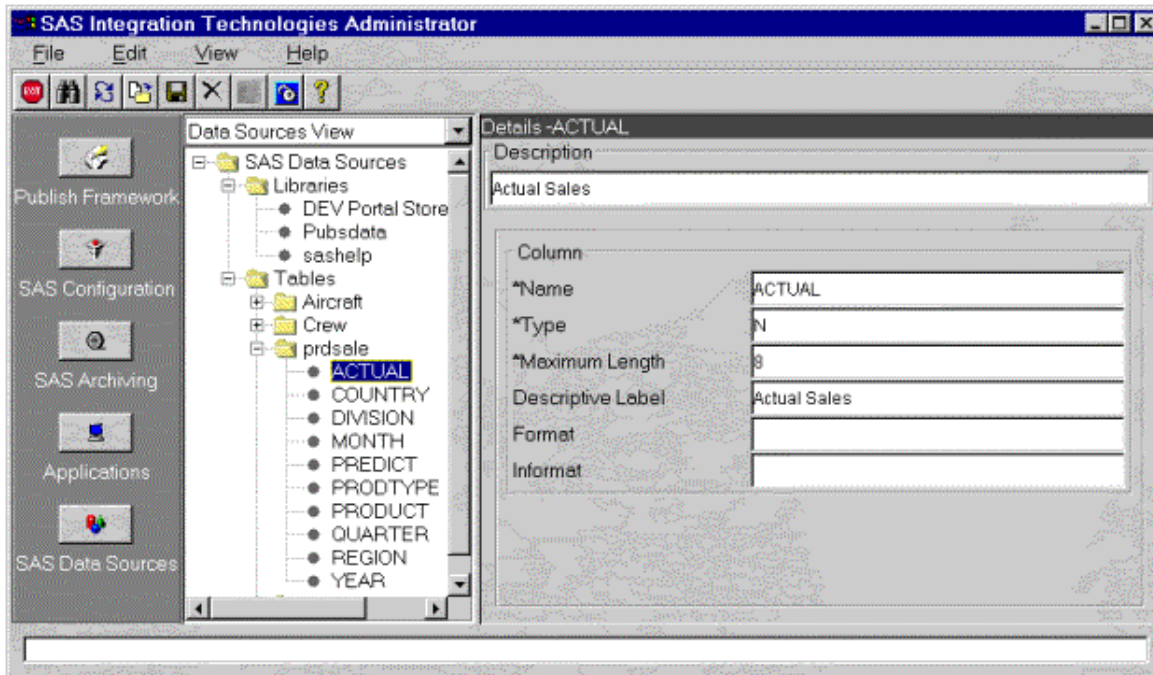 SAS Integration Technologies Administrator
File Edit View Help
Publish Framework
SAS Configuration
SAS Archiving
Applications
SAS Data Sources
Data Sources View
SAS Data Sources
Libraries
DEV Portal Store
Pubsdata
sashelp
Tables
Aircraft
Crew
prdsale
ACTUAL
COUNTRY
DIVISION
MONTH
PREDICT
PRODTYPE
PRODUCT
QUARTER
REGION
YEAR
Details -ACTUAL
Description
Actual Sales
Column
*Name ACTUAL
*Type N
*Maximum Length 8
Descriptive Label Actual Sales
Format
Informat